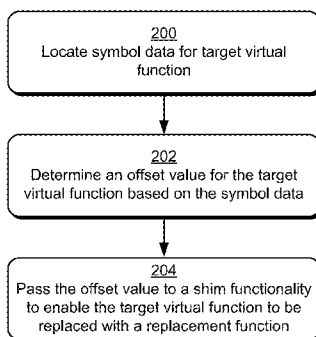 200
Locate symbol data for target virtual
function
202
Determine an offset value for the target
virtual function based on the symbol data
204
Pass the offset value to a shim functionality
to enable the target virtual function to be
replaced with a replacement function